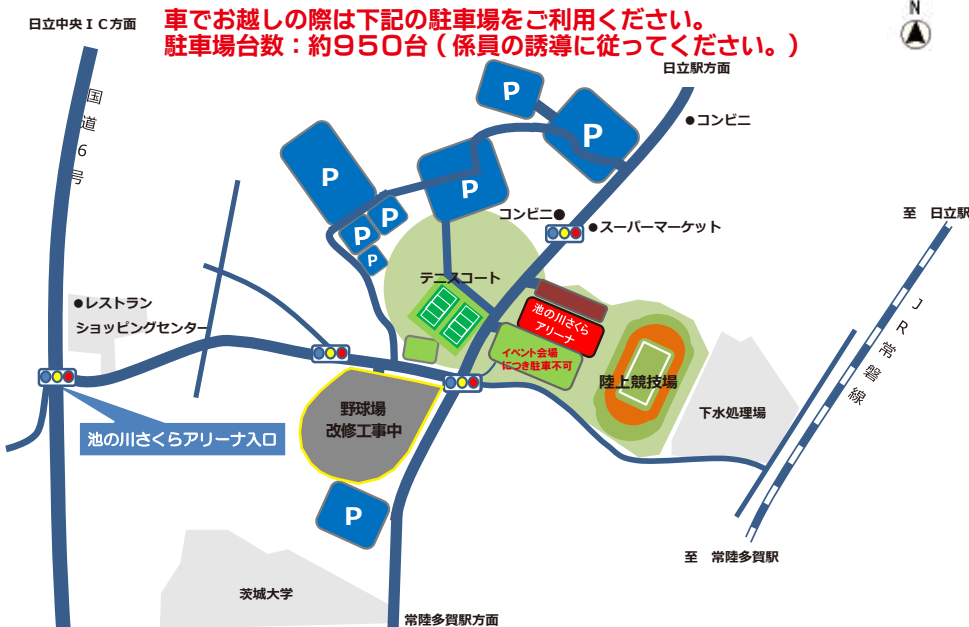 車でお越しの際は下記の駐車場をご利用ください。
駐車場台数：約９５０台（係員の誘導に従ってください。）
N
日立中央ＩＣ方面
国道6号
日立駅方面
●コンビニ
P
P
P
P
P
P
P
コンビニ●
●スーパーマーケット
至　日立駅
ＪＲ常磐線
テニスコート
●レストラン
ショッピングセンター
池の川さくら
アリーナ
イベント会場
につき駐車不可
陸上競技場
下水処理場
野球場
改修工事中
池の川さくらアリーナ入口
P
至　常陸多賀駅
茨城大学
常陸多賀駅方面